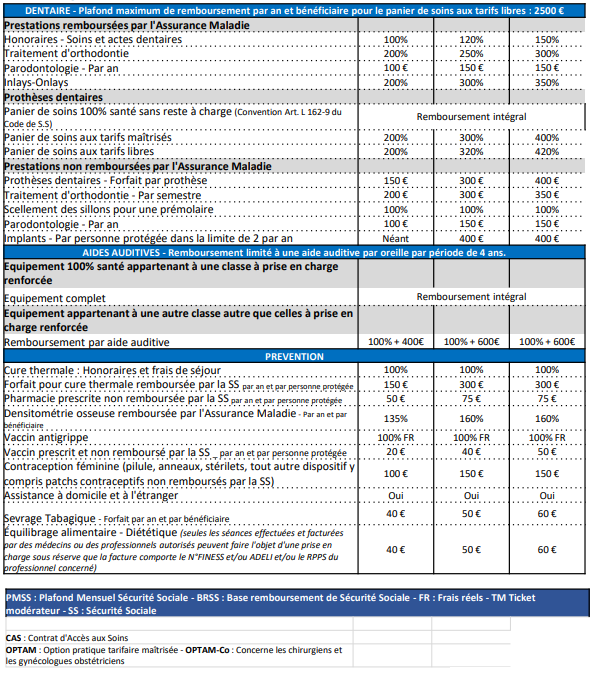 DENTAIRE - Plafond maximum de remboursement par an et bénéficiaire pour le panier de soins aux tarifs libres : 2500 €
Prestations remboursées par l'Assurance Maladie
Honoraires - Soins et actes dentaires 100% 120% 150%
Traitement d'orthodontie 200% 250% 300%
Parodontologie - Par an 100 € 150 € 150 €
Inlays-Onlays 200% 300% 350%
Prothèses dentaires
Panier de soins 100% santé sans reste à charge (Convention Art. L 162-9 du
Code de S.S) Remboursement intégral
Panier de soins aux tarifs maîtrisés 200% 300% 400%
Panier de soins aux tarifs libres 200% 320% 420%
Prestations non remboursées par l'Assurance Maladie
Prothèses dentaires - Forfait par prothèse 150 € 300 € 400 €
Traitement d'orthodontie - Par semestre 200 € 300 € 350 €
Scellement des sillons pour une prémolaire 100% 100% 100%
Parodontologie - Par an 100 € 150 € 150 €
Implants - Par personne protégée dans la limite de 2 par an Néant 400 € 400 €
AIDES AUDITIVES - Remboursement limité à une aide auditive par oreille par période de 4 ans.
Equipement 100% santé appartenant à une classe à prise en charge
renforcée
Equipement complet Remboursement intégral
Equipement appartenant à une autre classe autre que celles à prise en
charge renforcée
Remboursement par aide auditive 100% + 400€ 100% + 600€ 100% + 600€
PREVENTION
Cure thermale : Honoraires et frais de séjour 100% 100% 100%
Forfait pour cure thermale remboursée par la SS par an et par personne protégée 150 € 300 € 300 €
Pharmacie prescrite non remboursée par la SS par an et par personne protégée 50 € 75 € 75 €
Densitométrie osseuse remboursée par l'Assurance Maladie - Par an et par
bénéficiaire 135% 160% 160%
Vaccin antigrippe 100% FR 100% FR 100% FR
Vaccin prescrit et non remboursé par la SS _ par an et par personne protégée 20 € 40 € 50 €
Contraception féminine (pilule, anneaux, stérilets, tout autre dispositif y
compris patchs contraceptifs non remboursés par la SS) 100 € 150 € 150 €
Assistance à domicile et à l'étranger Oui Oui Oui
Sevrage Tabagique - Forfait par an et par bénéficiaire 40 € 50 € 60 €
Équilibrage alimentaire - Diététique (seules les séances effectuées et facturées
par des médecins ou des professionnels autorisés peuvent faire l'objet d'une prise en
charge sous réserve que la facture comporte le N°FINESS et/ou ADELI et/ou le RPPS du
professionnel concerné) 40 € 50 € 60 €
PMSS : Plafond Mensuel Sécurité Sociale - BRSS : Base remboursement de Sécurité Sociale - FR : Frais réels - TM Ticket
modérateur - SS : Sécurité Sociale
CAS : Contrat d'Accès aux Soins
OPTAM : Option pratique tarifaire maîtrisée - OPTAM-Co : Concerne les chirurgiens et
les gynécologues obstétriciens